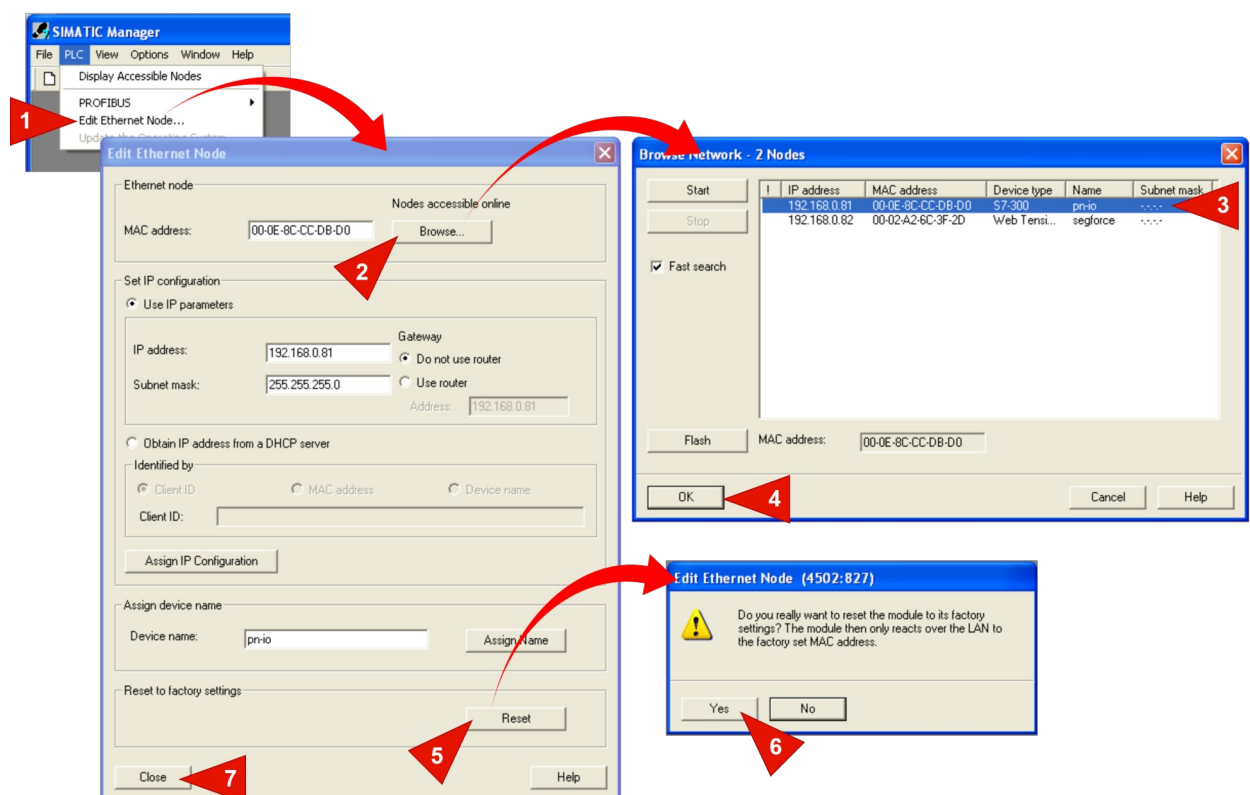 SIMATIC Manager
File PLC View Options Window Help
Display Accessible Nodes
PROFIBUS
1
Edit Ethernet Node...
Update the Operating System
Edit Ethernet Node
Ethernet node
Nodes accessible online
MAC address: 00-0E-8C-CC-DB-D0 Browse...
2
Set IP configuration
Use IP parameters
Gateway
IP address: 192.168.0.81 Do not use router
Subnet mask: 255.255.255.0 Use router
Address: 192.168.0.81
Obtain IP address from a DHCP server
Identified by
Client ID MAC address Device name
Client ID:
Assign IP Configuration
Assign device name
Device name: pn-io Assign Name
Reset to factory settings
Reset
5
Close 7 Help
Browse Network - 2 Nodes
Start ! IP address MAC address Device type Name Subnet mask
192.168.0.81 00-0E-8C-CC-DB-D0 S7-300 pn-io -.-.-.- 3
Stop 192.168.0.82 00-02-A2-6C-3F-2D Web Tensi... segforce -.-.-.-
Fast search
Flash MAC address: 00-0E-8C-CC-DB-D0
OK 4 Cancel Help
Edit Ethernet Node (4502:827)
Do you really want to reset the module to its factory
settings? The module then only reacts over the LAN to
the factory set MAC address.
Yes No
6